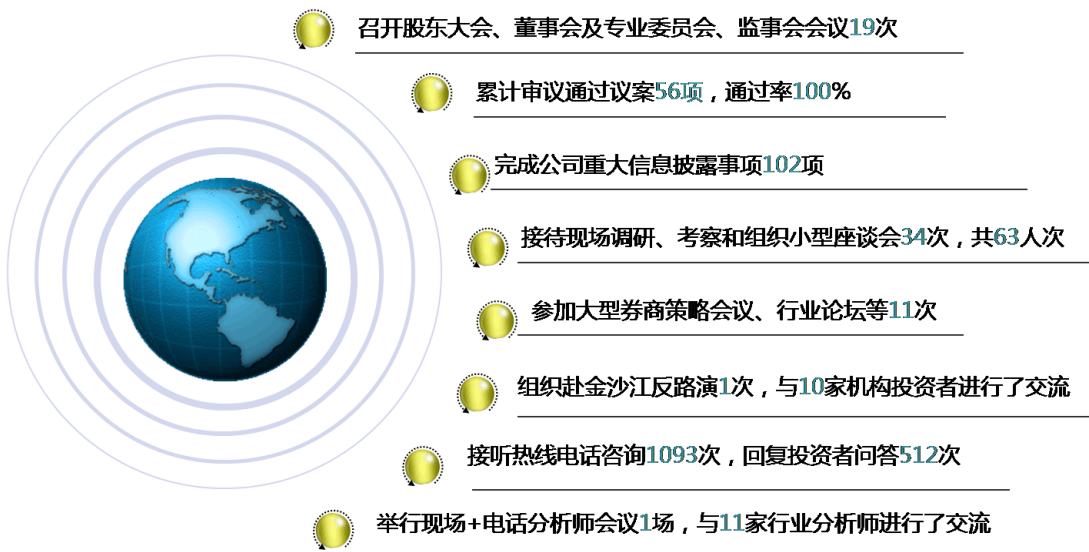 召开股东大会、董事会及专业委员会、监事会会议19次
累计审议通过议案56项，通过率100%
完成公司重大信息披露事项102项
接待现场调研、考察和组织小型座谈会34次，共63人次
参加大型券商策略会议、行业论坛等11次
组织赴金沙江反路演1次，与10家机构投资者进行了交流
接听热线电话咨询1093次，回复投资者问答512次
举行现场+电话分析师会议1场，与11家行业分析师进行了交流